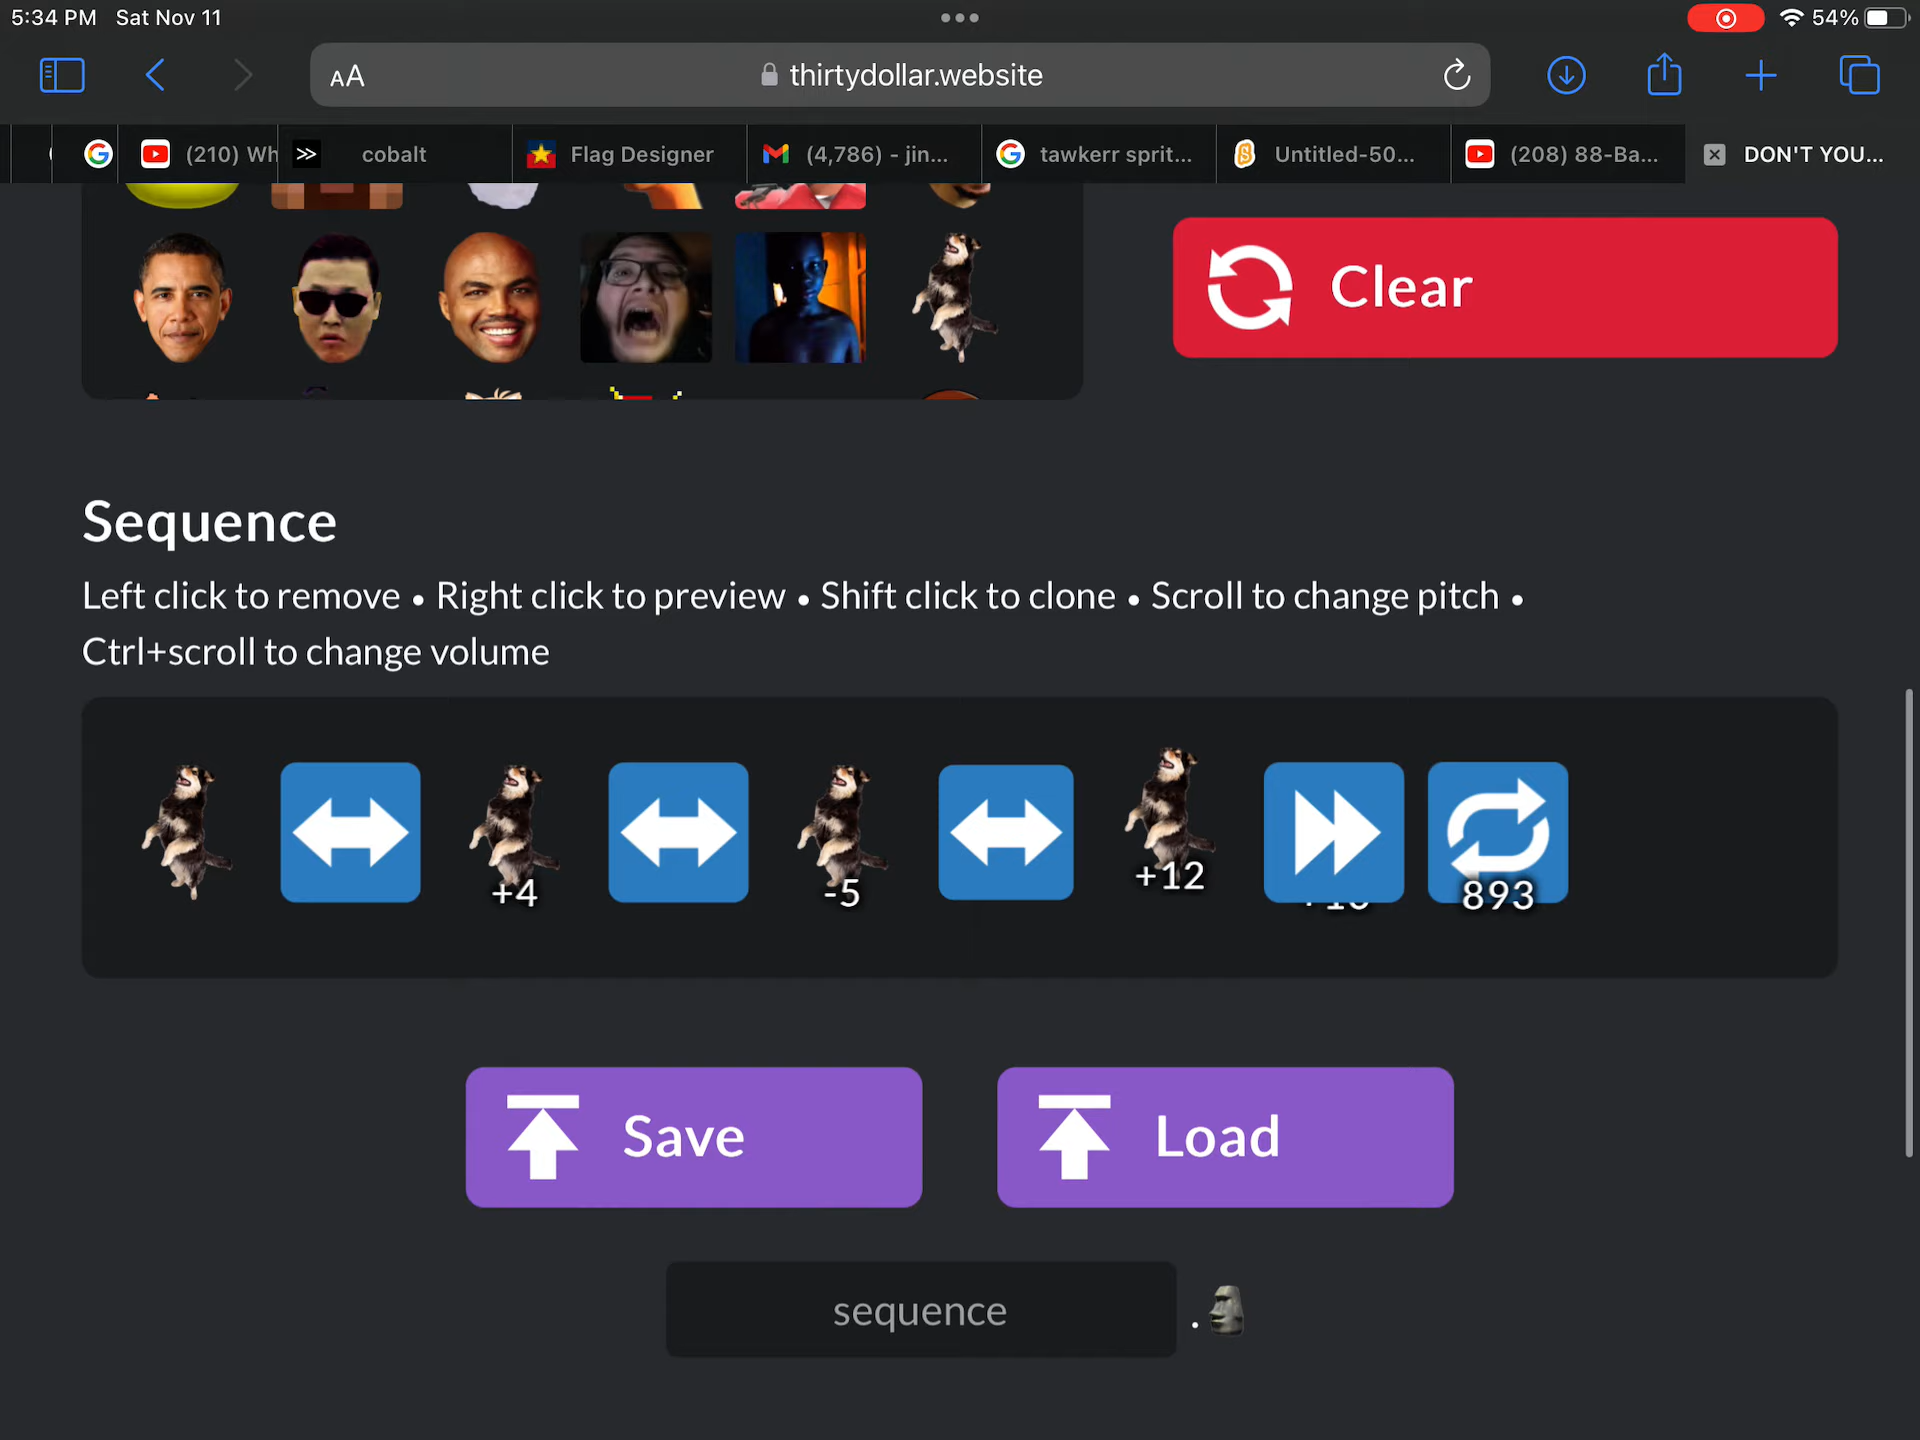 5:34 PM Sat Nov 11
54%
AA thirtydollar.website
(210) Wh
cobalt
Flag Designer
(4,786) - jin...
tawkerr sprit...
Untitled-50...
(208) 88-Ba...
DON'T YOU...
Clear
Sequence
Left click to remove • Right click to preview • Shift click to clone • Scroll to change pitch •
Ctrl+scroll to change volume
+4 -5 +12 893
Save
Load
sequence .